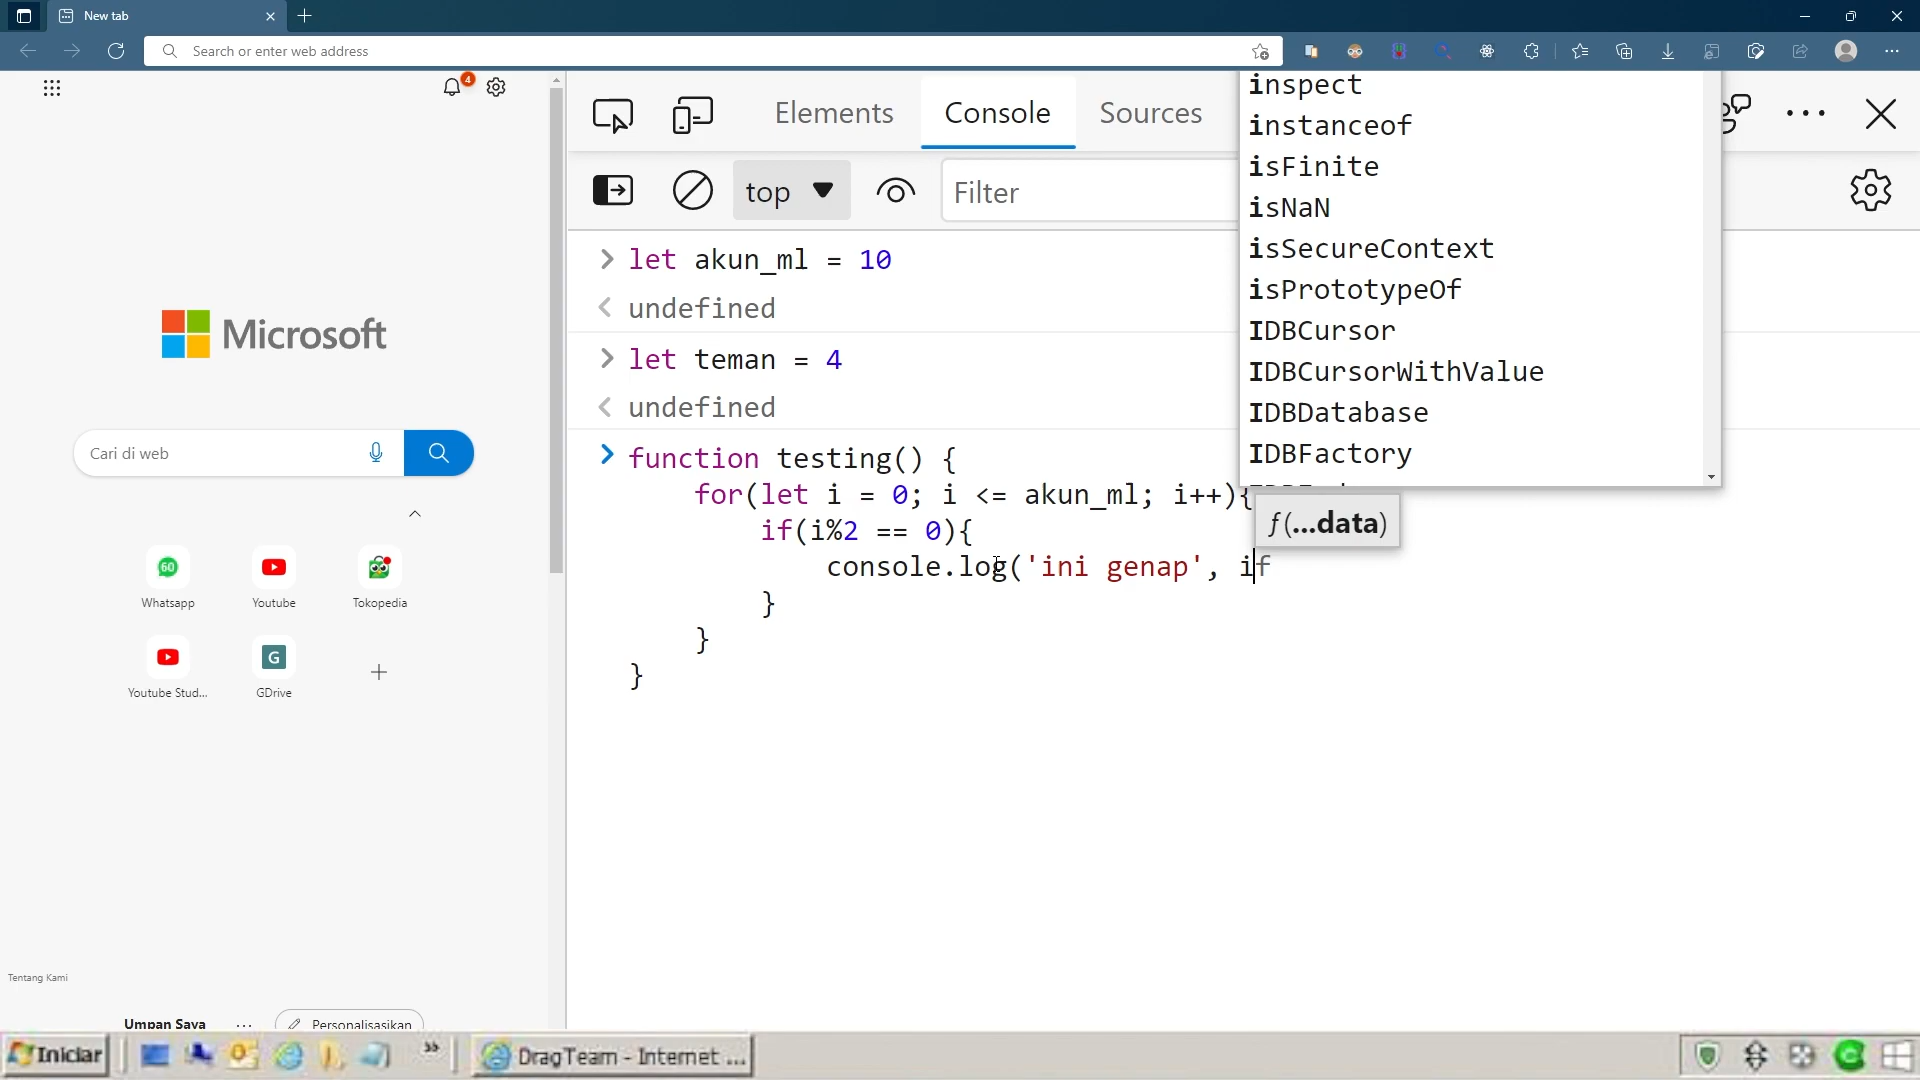 New tab
Search or enter web address
4
Microsoft
Cari di web
60
Whatsapp
Youtube
Tokopedia
Youtube Stud...
G
GDrive
Tentang Kami
Umpan Saya
Personalisasikan
Elements
Console
Sources
top
Filter
let akun_ml = 10
undefined
let teman = 4
undefined
function testing() {
for(let i = 0; i <= akun_ml; i++){
if(i%2 == 0){
console.log('ini genap', if
}
}
}
inspect
instanceof
isFinite
isNaN
isSecureContext
isPrototypeOf
IDBCursor
IDBCursorWithValue
IDBDatabase
IDBFactory
ƒ(...data)
Iniciar
DragTeam - Internet ...